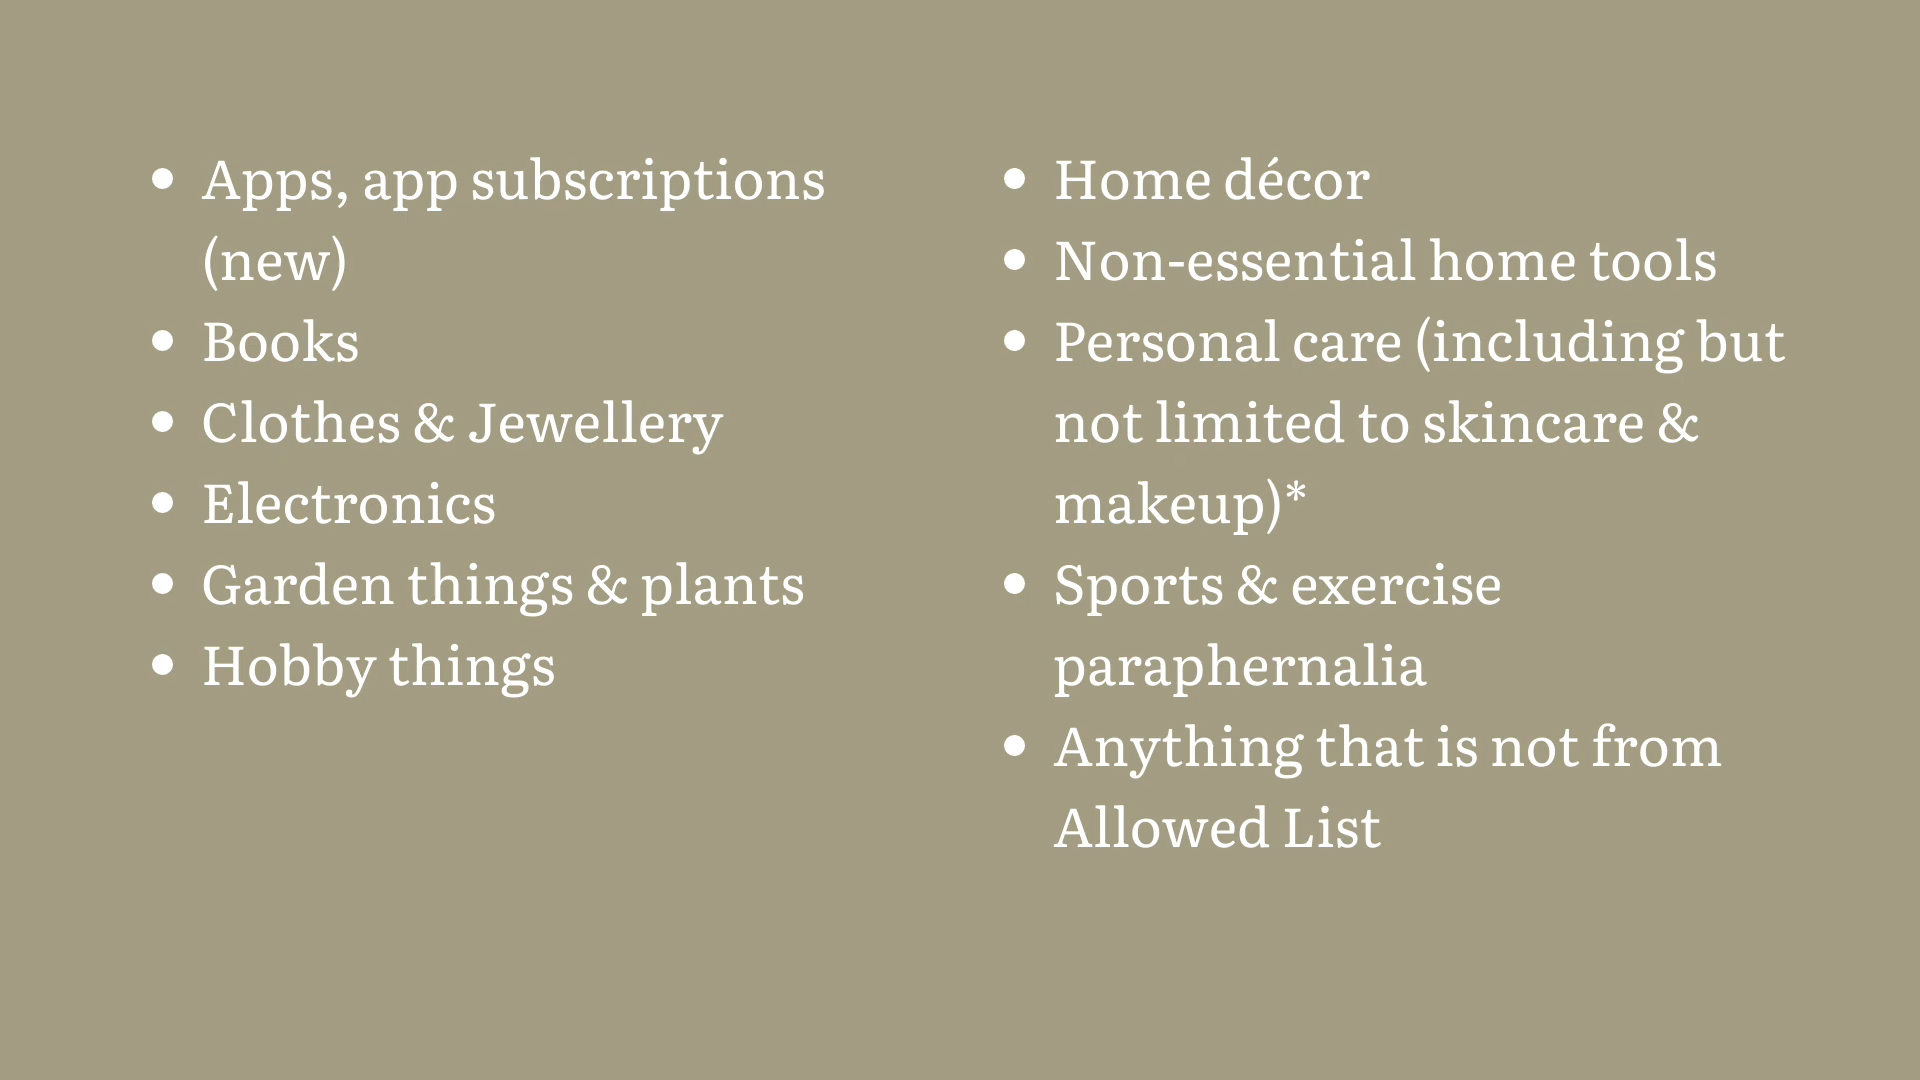 • Apps, app subscriptions
(new)
• Books
• Clothes & Jewellery
• Electronics
• Garden things & plants
• Hobby things
• Home décor
• Non-essential home tools
• Personal care (including but
not limited to skincare &
makeup)*
• Sports & exercise
paraphernalia
• Anything that is not from
Allowed List